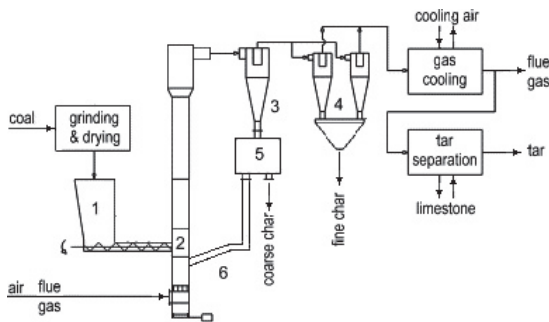 cooling air
gas
cooling
flue
gas
coal
grinding
& drying
3
4
tar
separation
tar
5
limestone
1
2
6
coarse char
fine char
air flue
gas